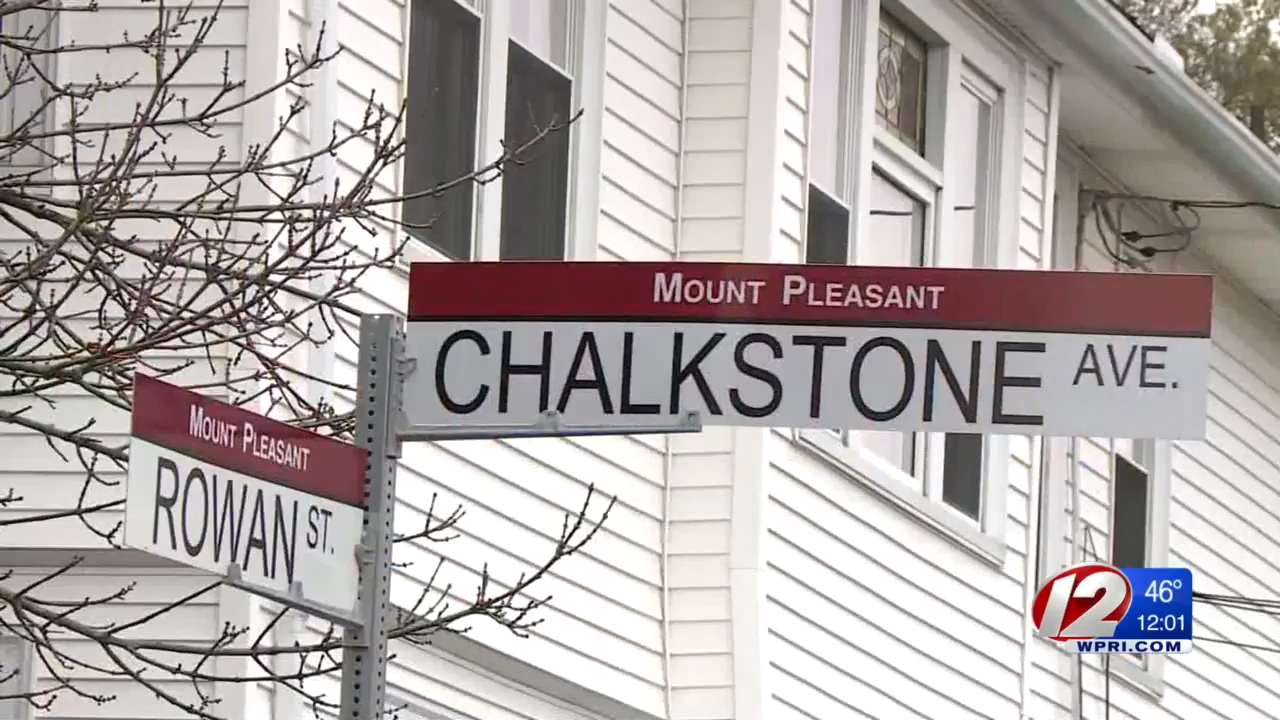 MOUNT PLEASANT
CHALKSTONE AVE.
MOUNT PLEASANT
ROWAN ST.
12
46°
12:01
WPRI.COM